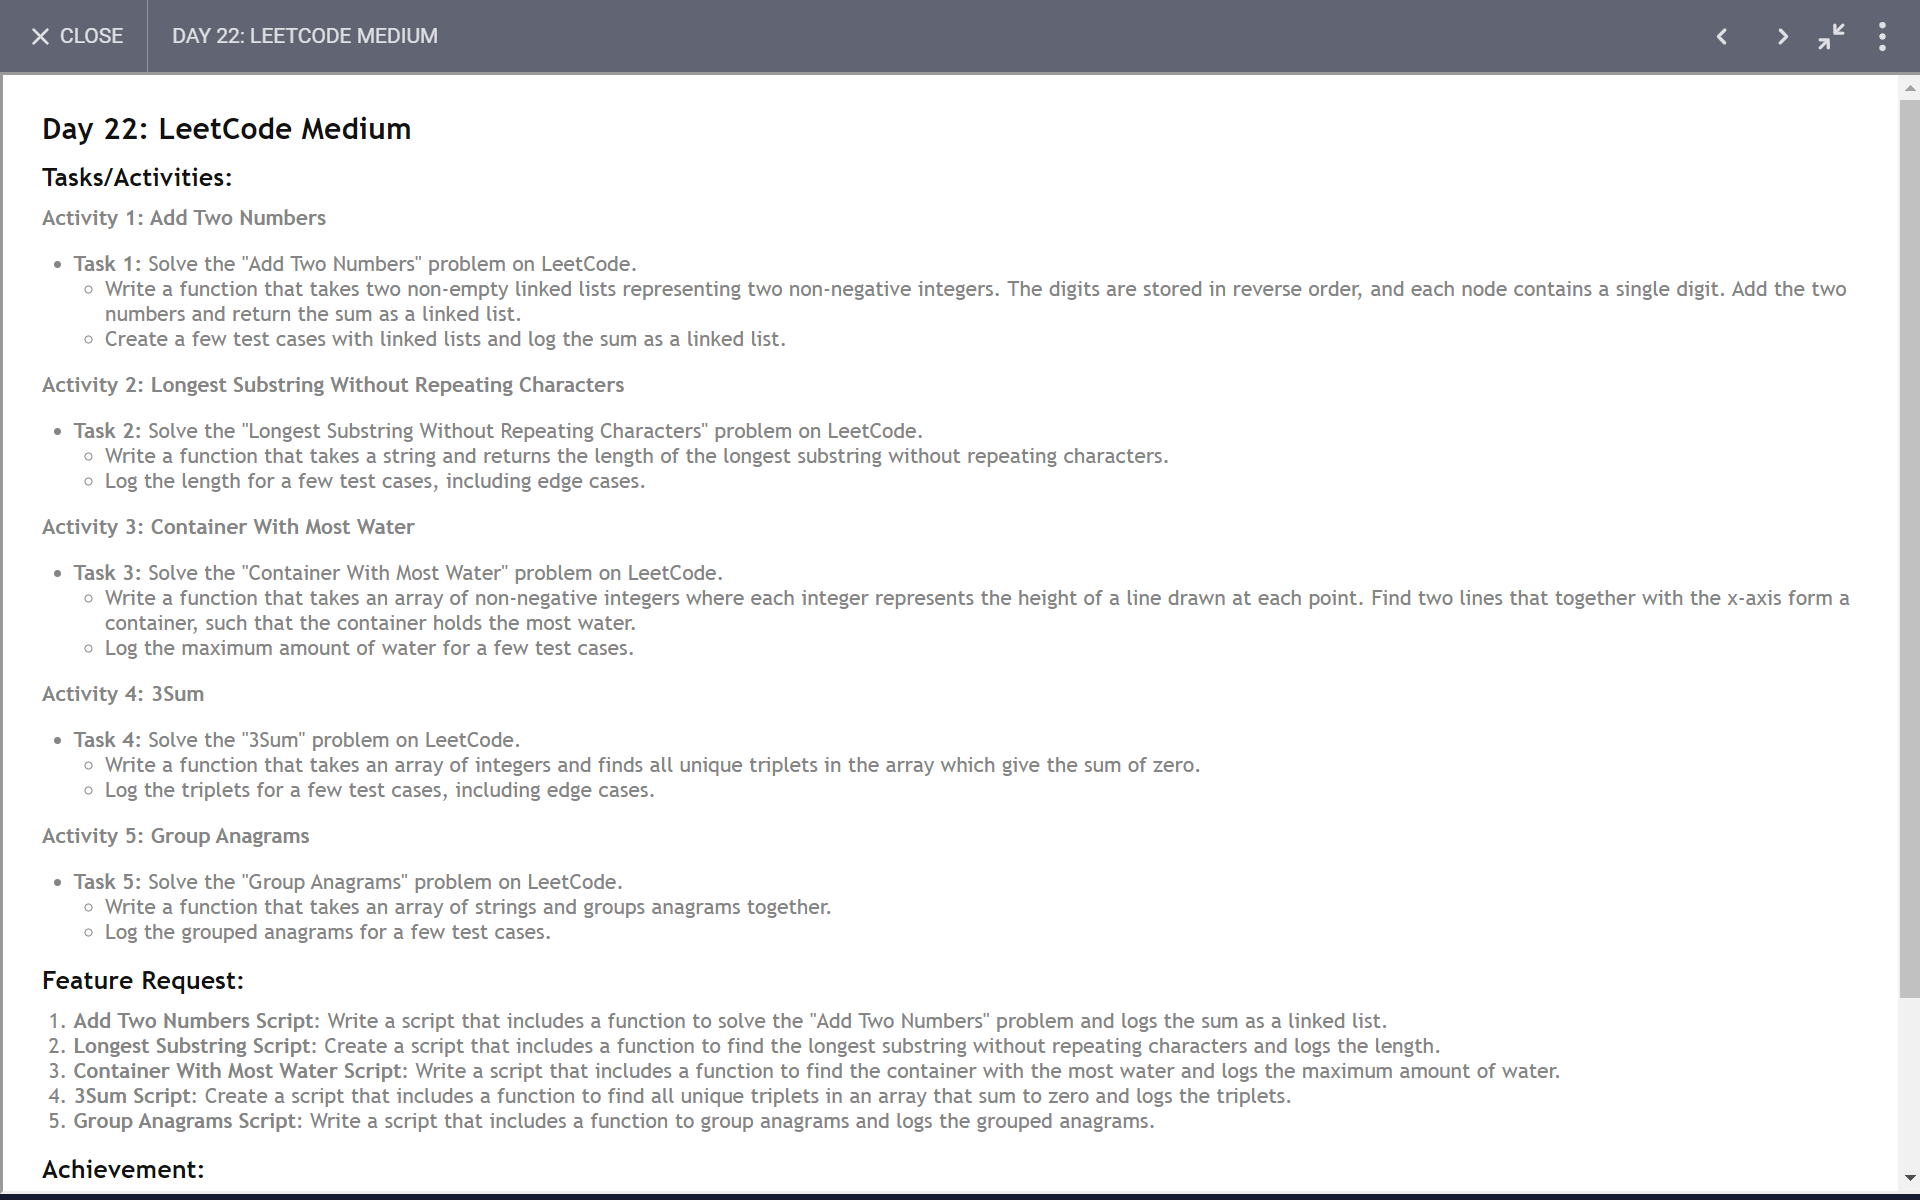 CLOSE
DAY 22: LEETCODE MEDIUM
Day 22: LeetCode Medium
Tasks/Activities:
Activity 1: Add Two Numbers
• Task 1: Solve the "Add Two Numbers" problem on LeetCode.
◦ Write a function that takes two non-empty linked lists representing two non-negative integers. The digits are stored in reverse order, and each node contains a single digit. Add the two
numbers and return the sum as a linked list.
◦ Create a few test cases with linked lists and log the sum as a linked list.
Activity 2: Longest Substring Without Repeating Characters
• Task 2: Solve the "Longest Substring Without Repeating Characters" problem on LeetCode.
◦ Write a function that takes a string and returns the length of the longest substring without repeating characters.
◦ Log the length for a few test cases, including edge cases.
Activity 3: Container With Most Water
• Task 3: Solve the "Container With Most Water" problem on LeetCode.
◦ Write a function that takes an array of non-negative integers where each integer represents the height of a line drawn at each point. Find two lines that together with the x-axis form a
container, such that the container holds the most water.
◦ Log the maximum amount of water for a few test cases.
Activity 4: 3Sum
• Task 4: Solve the "3Sum" problem on LeetCode.
◦ Write a function that takes an array of integers and finds all unique triplets in the array which give the sum of zero.
◦ Log the triplets for a few test cases, including edge cases.
Activity 5: Group Anagrams
• Task 5: Solve the "Group Anagrams" problem on LeetCode.
◦ Write a function that takes an array of strings and groups anagrams together.
◦ Log the grouped anagrams for a few test cases.
Feature Request:
1. Add Two Numbers Script: Write a script that includes a function to solve the "Add Two Numbers" problem and logs the sum as a linked list.
2. Longest Substring Script: Create a script that includes a function to find the longest substring without repeating characters and logs the length.
3. Container With Most Water Script: Write a script that includes a function to find the container with the most water and logs the maximum amount of water.
4. 3Sum Script: Create a script that includes a function to find all unique triplets in an array that sum to zero and logs the triplets.
5. Group Anagrams Script: Write a script that includes a function to group anagrams and logs the grouped anagrams.
Achievement: